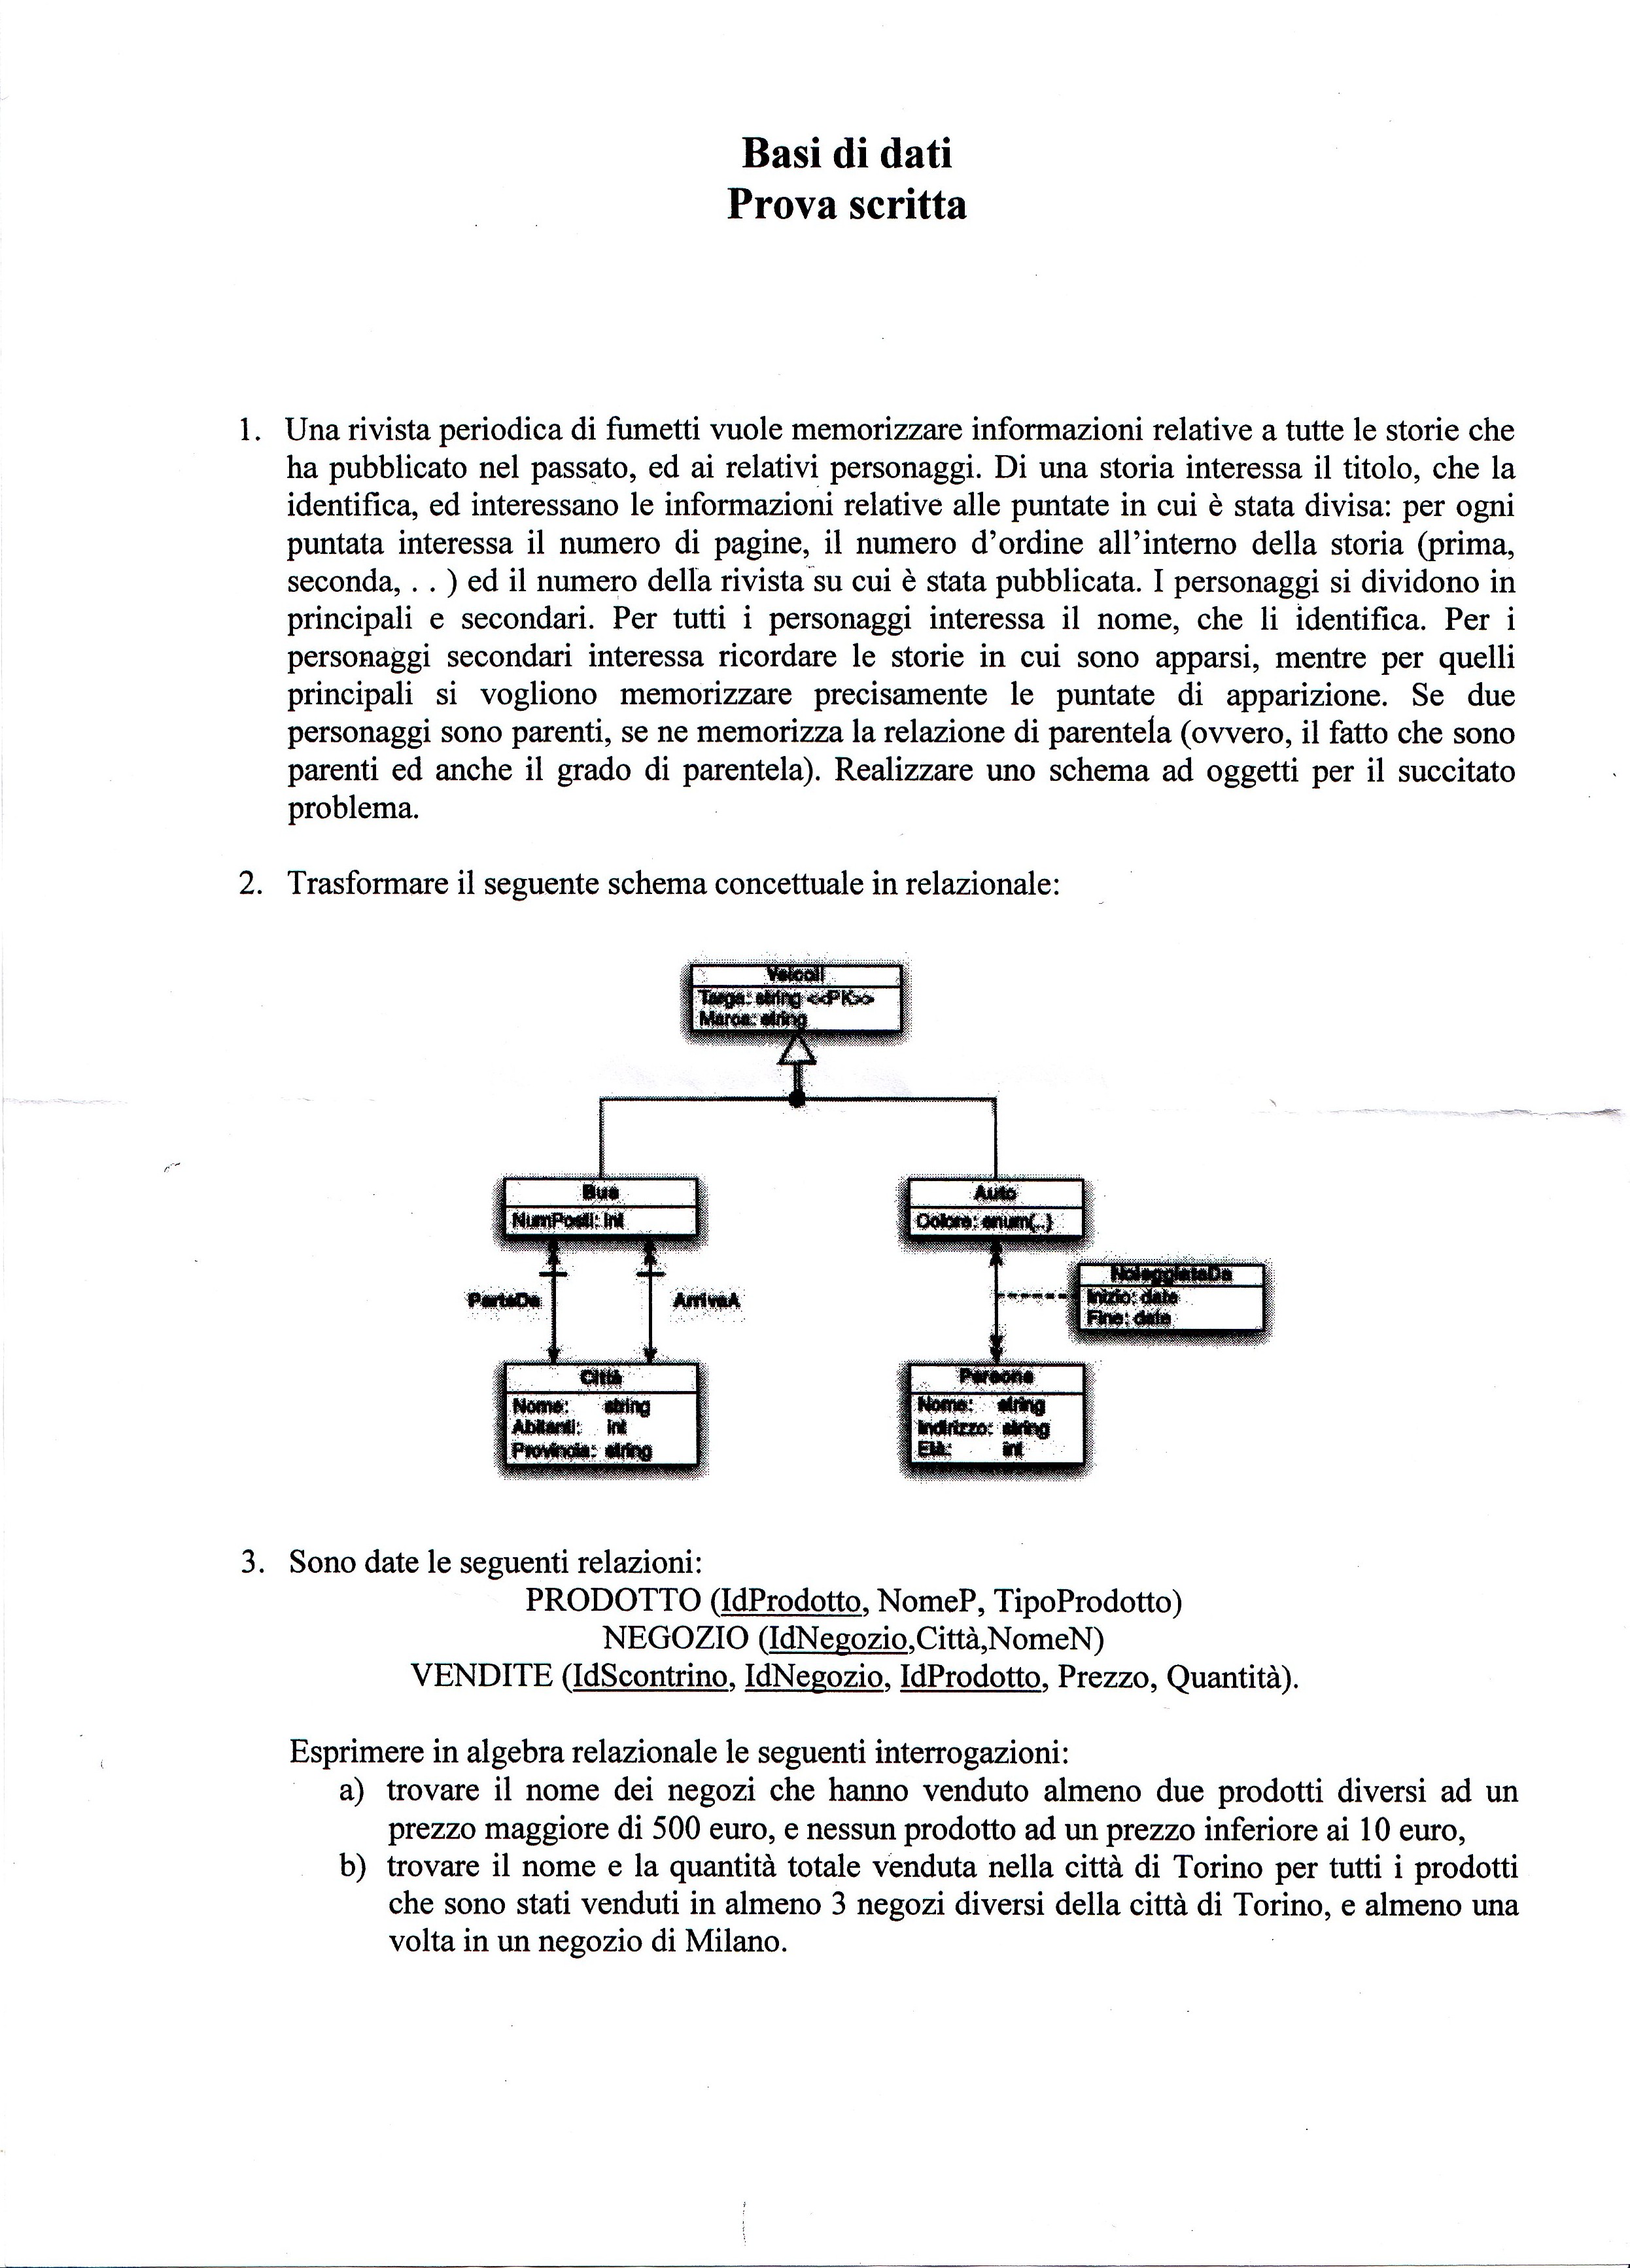 Basi di dati
Prova scritta
1. Una rivista periodica di fumetti vuole memorizzare informazioni relative a tutte le storie che
ha pubblicato nel passato, ed ai relativi personaggi. Di una storia interessa il titolo, che la
identifica, ed interessano le informazioni relative alle puntate in cui è stata divisa: per ogni
puntata interessa il numero di pagine, il numero d'ordine all'interno della storia (prima,
seconda, . . ) ed il numero della rivista su cui è stata pubblicata. I personaggi si dividono in
principali e secondari. Per tutti i personaggi interessa il nome, che li identifica. Per i
personaggi secondari interessa ricordare le storie in cui sono apparsi, mentre per quelli
principali si vogliono memorizzare precisamente le puntate di apparizione. Se due
personaggi sono parenti, se ne memorizza la relazione di parentela (ovvero, il fatto che sono
parenti ed anche il grado di parentela). Realizzare uno schema ad oggetti per il succitato
problema.
2. Trasformare il seguente schema concettuale in relazionale:
Veicoli
Targa: string <<PK>>
Marca: string
Bus
NumPosti: int
Auto
Colore: enum(..)
NoleggiataDa
Inizio: date
Fine: date
ParteDa
ArrivaA
Città
Nome: string
Abitanti: int
Provincia: string
Persone
Nome: string
Indirizzo: string
Età: int
3. Sono date le seguenti relazioni:
PRODOTTO (IdProdotto, NomeP, TipoProdotto)
NEGOZIO (IdNegozio,Città,NomeN)
VENDITE (IdScontrino, IdNegozio, IdProdotto, Prezzo, Quantità).
Esprimere in algebra relazionale le seguenti interrogazioni:
a) trovare il nome dei negozi che hanno venduto almeno due prodotti diversi ad un
prezzo maggiore di 500 euro, e nessun prodotto ad un prezzo inferiore ai 10 euro,
b) trovare il nome e la quantità totale venduta nella città di Torino per tutti i prodotti
che sono stati venduti in almeno 3 negozi diversi della città di Torino, e almeno una
volta in un negozio di Milano.